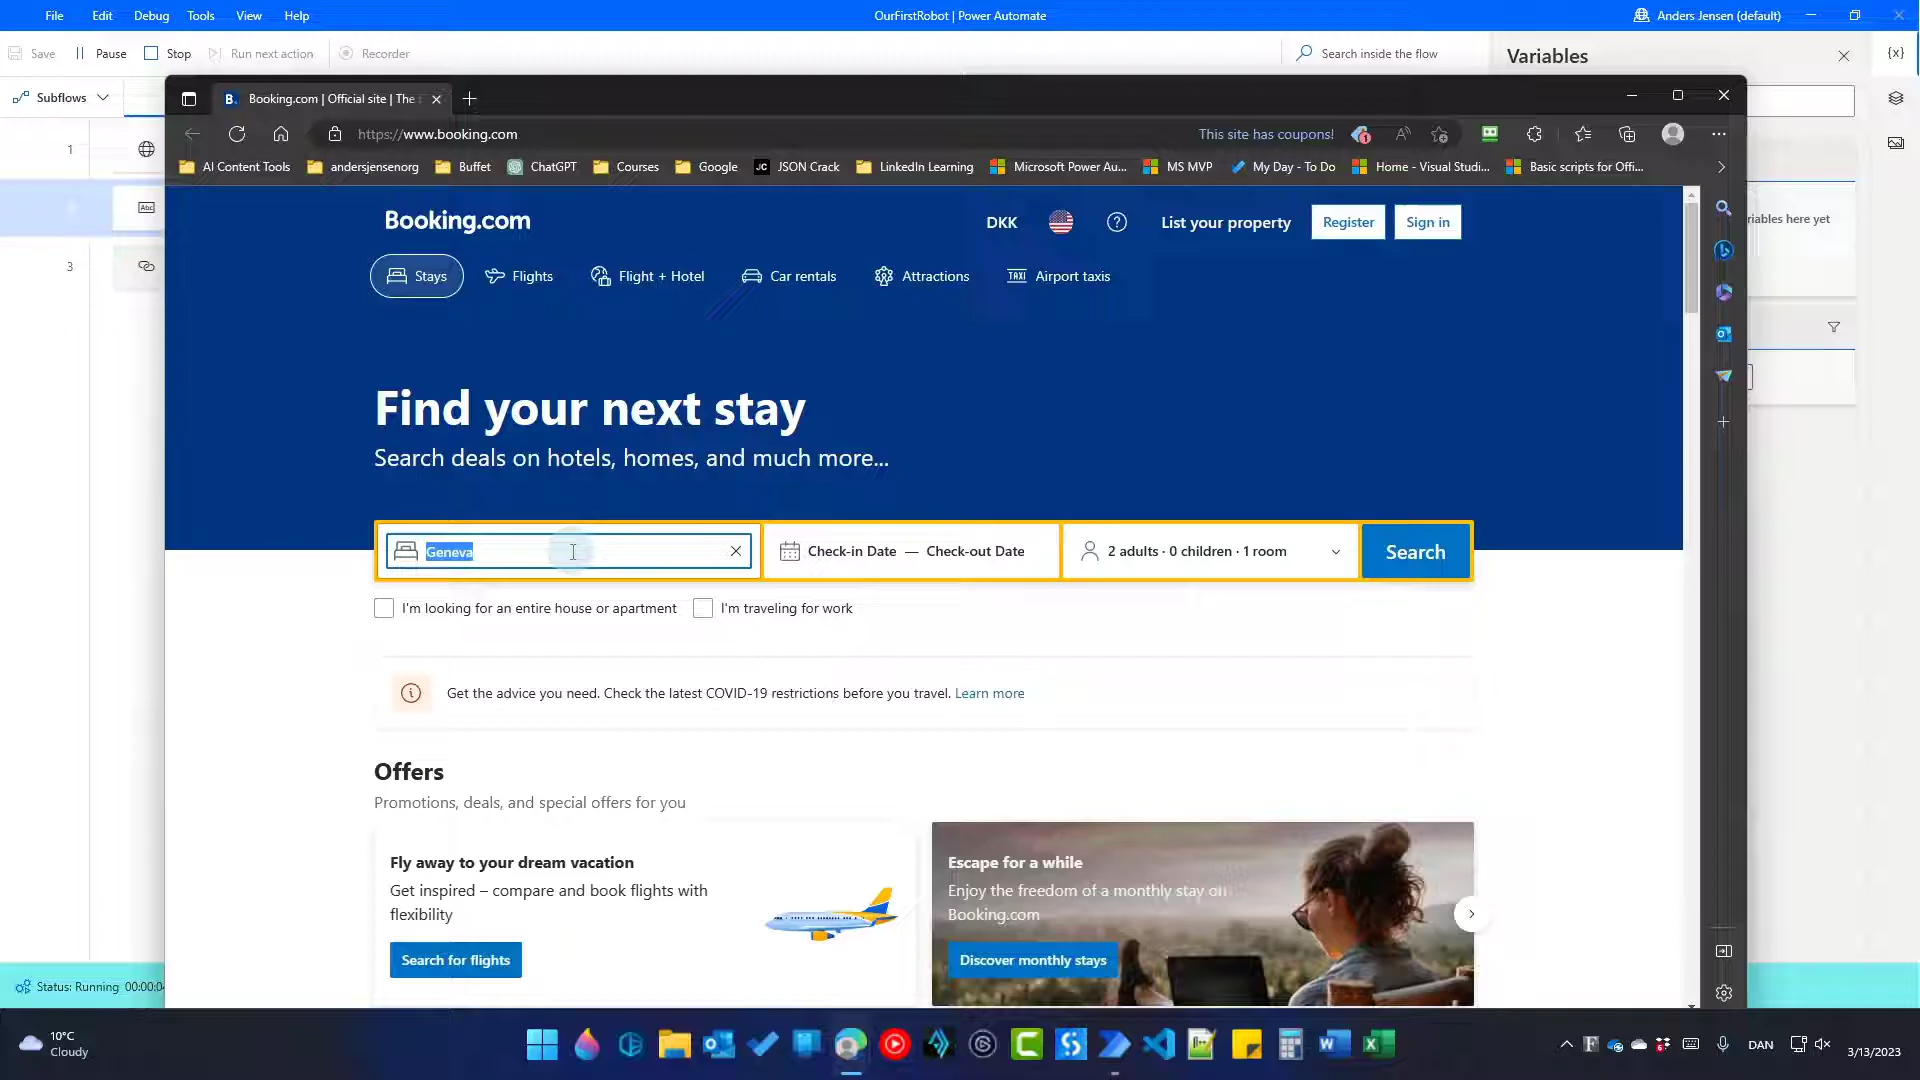 File Edit Debug Tools View Help
OurFirstRobot | Power Automate
Anders Jensen (default)
Save Pause Stop Run next action Recorder
Search inside the flow
Variables
{x}
Subflows
Booking.com | Official site | The
https://www.booking.com
This site has coupons!
1
AI Content Tools andersjensenorg Buffet ChatGPT Courses Google JC JSON Crack LinkedIn Learning Microsoft Power Au... MS MVP My Day - To Do Home - Visual Studi... Basic scripts for Offi...
Abc
3
riables here yet
Booking.com
DKK
List your property
Register
Sign in
Stays Flights Flight + Hotel Car rentals Attractions TAXI Airport taxis
Find your next stay
Search deals on hotels, homes, and much more...
Geneva
Check-in Date — Check-out Date
2 adults · 0 children · 1 room
Search
I'm looking for an entire house or apartment
I'm traveling for work
Get the advice you need. Check the latest COVID-19 restrictions before you travel. Learn more
Offers
Promotions, deals, and special offers for you
Fly away to your dream vacation
Get inspired – compare and book flights with
flexibility
Search for flights
Escape for a while
Enjoy the freedom of a monthly stay on
Booking.com
Discover monthly stays
Status: Running 00:00:0
10°C
Cloudy
DAN
3/13/2023